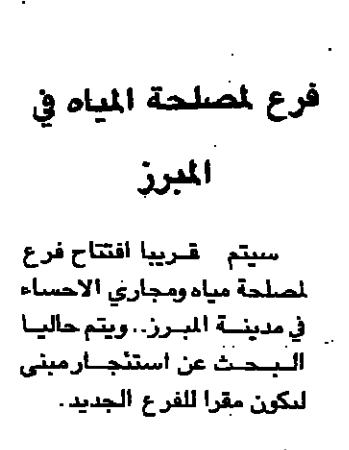 فرع لمصلحة المياه في
المبرز
سيتم قريبا افتتاح فرع
لمصلحة مياه ومجاري الاحساء
في مدينة المبرز.. ويتم حاليا
البحث عن استئجار مبنى
ليكون مقرا للفرع الجديد.